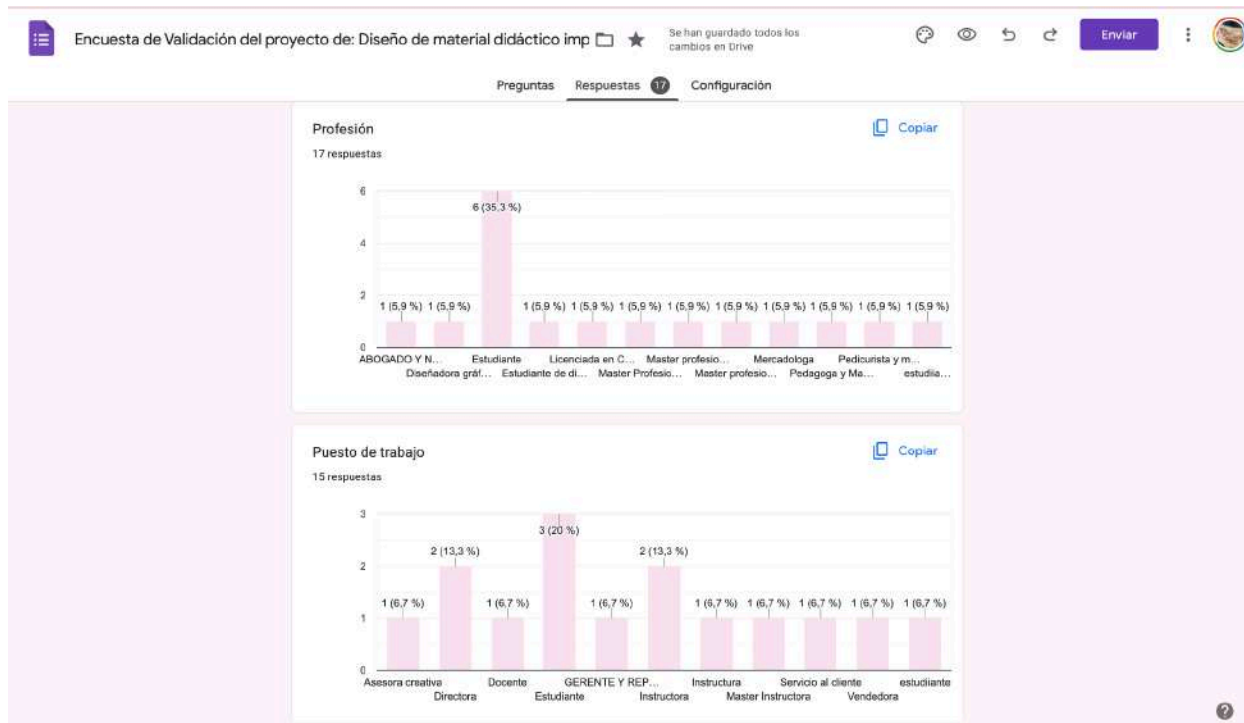 Encuesta de Validación del proyecto de: Diseño de material didáctico imp
Se han guardado todos los
cambios en Drive
Enviar
Preguntas Respuestas 17 Configuración
Profesión
Copiar
17 respuestas
6
6 (35,3 %)
4
2
1 (5,9 %) 1 (5,9 %) 1 (5,9 %) 1 (5,9 %) 1 (5,9 %) 1 (5,9 %) 1 (5,9 %) 1 (5,9 %) 1 (5,9 %) 1 (5,9 %) 1 (5,9 %)
0
ABOGADO Y N... Estudiante Licenciada en C... Master profesio... Mercadologa Pedicurista y m...
Diseñadora gráf... Estudiante de di... Master Profesio... Master profesio... Pedagoga y Ma... estudiia...
Puesto de trabajo
Copiar
15 respuestas
3
3 (20 %)
2 (13,3 %) 2 (13,3 %)
2
1 (6,7 %) 1 (6,7 %) 1 (6,7 %) 1 (6,7 %) 1 (6,7 %) 1 (6,7 %) 1 (6,7 %) 1 (6,7 %)
1
0
Asesora creativa Docente GERENTE Y REP... Instructura Servicio al cliente estudiiante
Directora Estudiante Instructora Master Instructora Vendedora